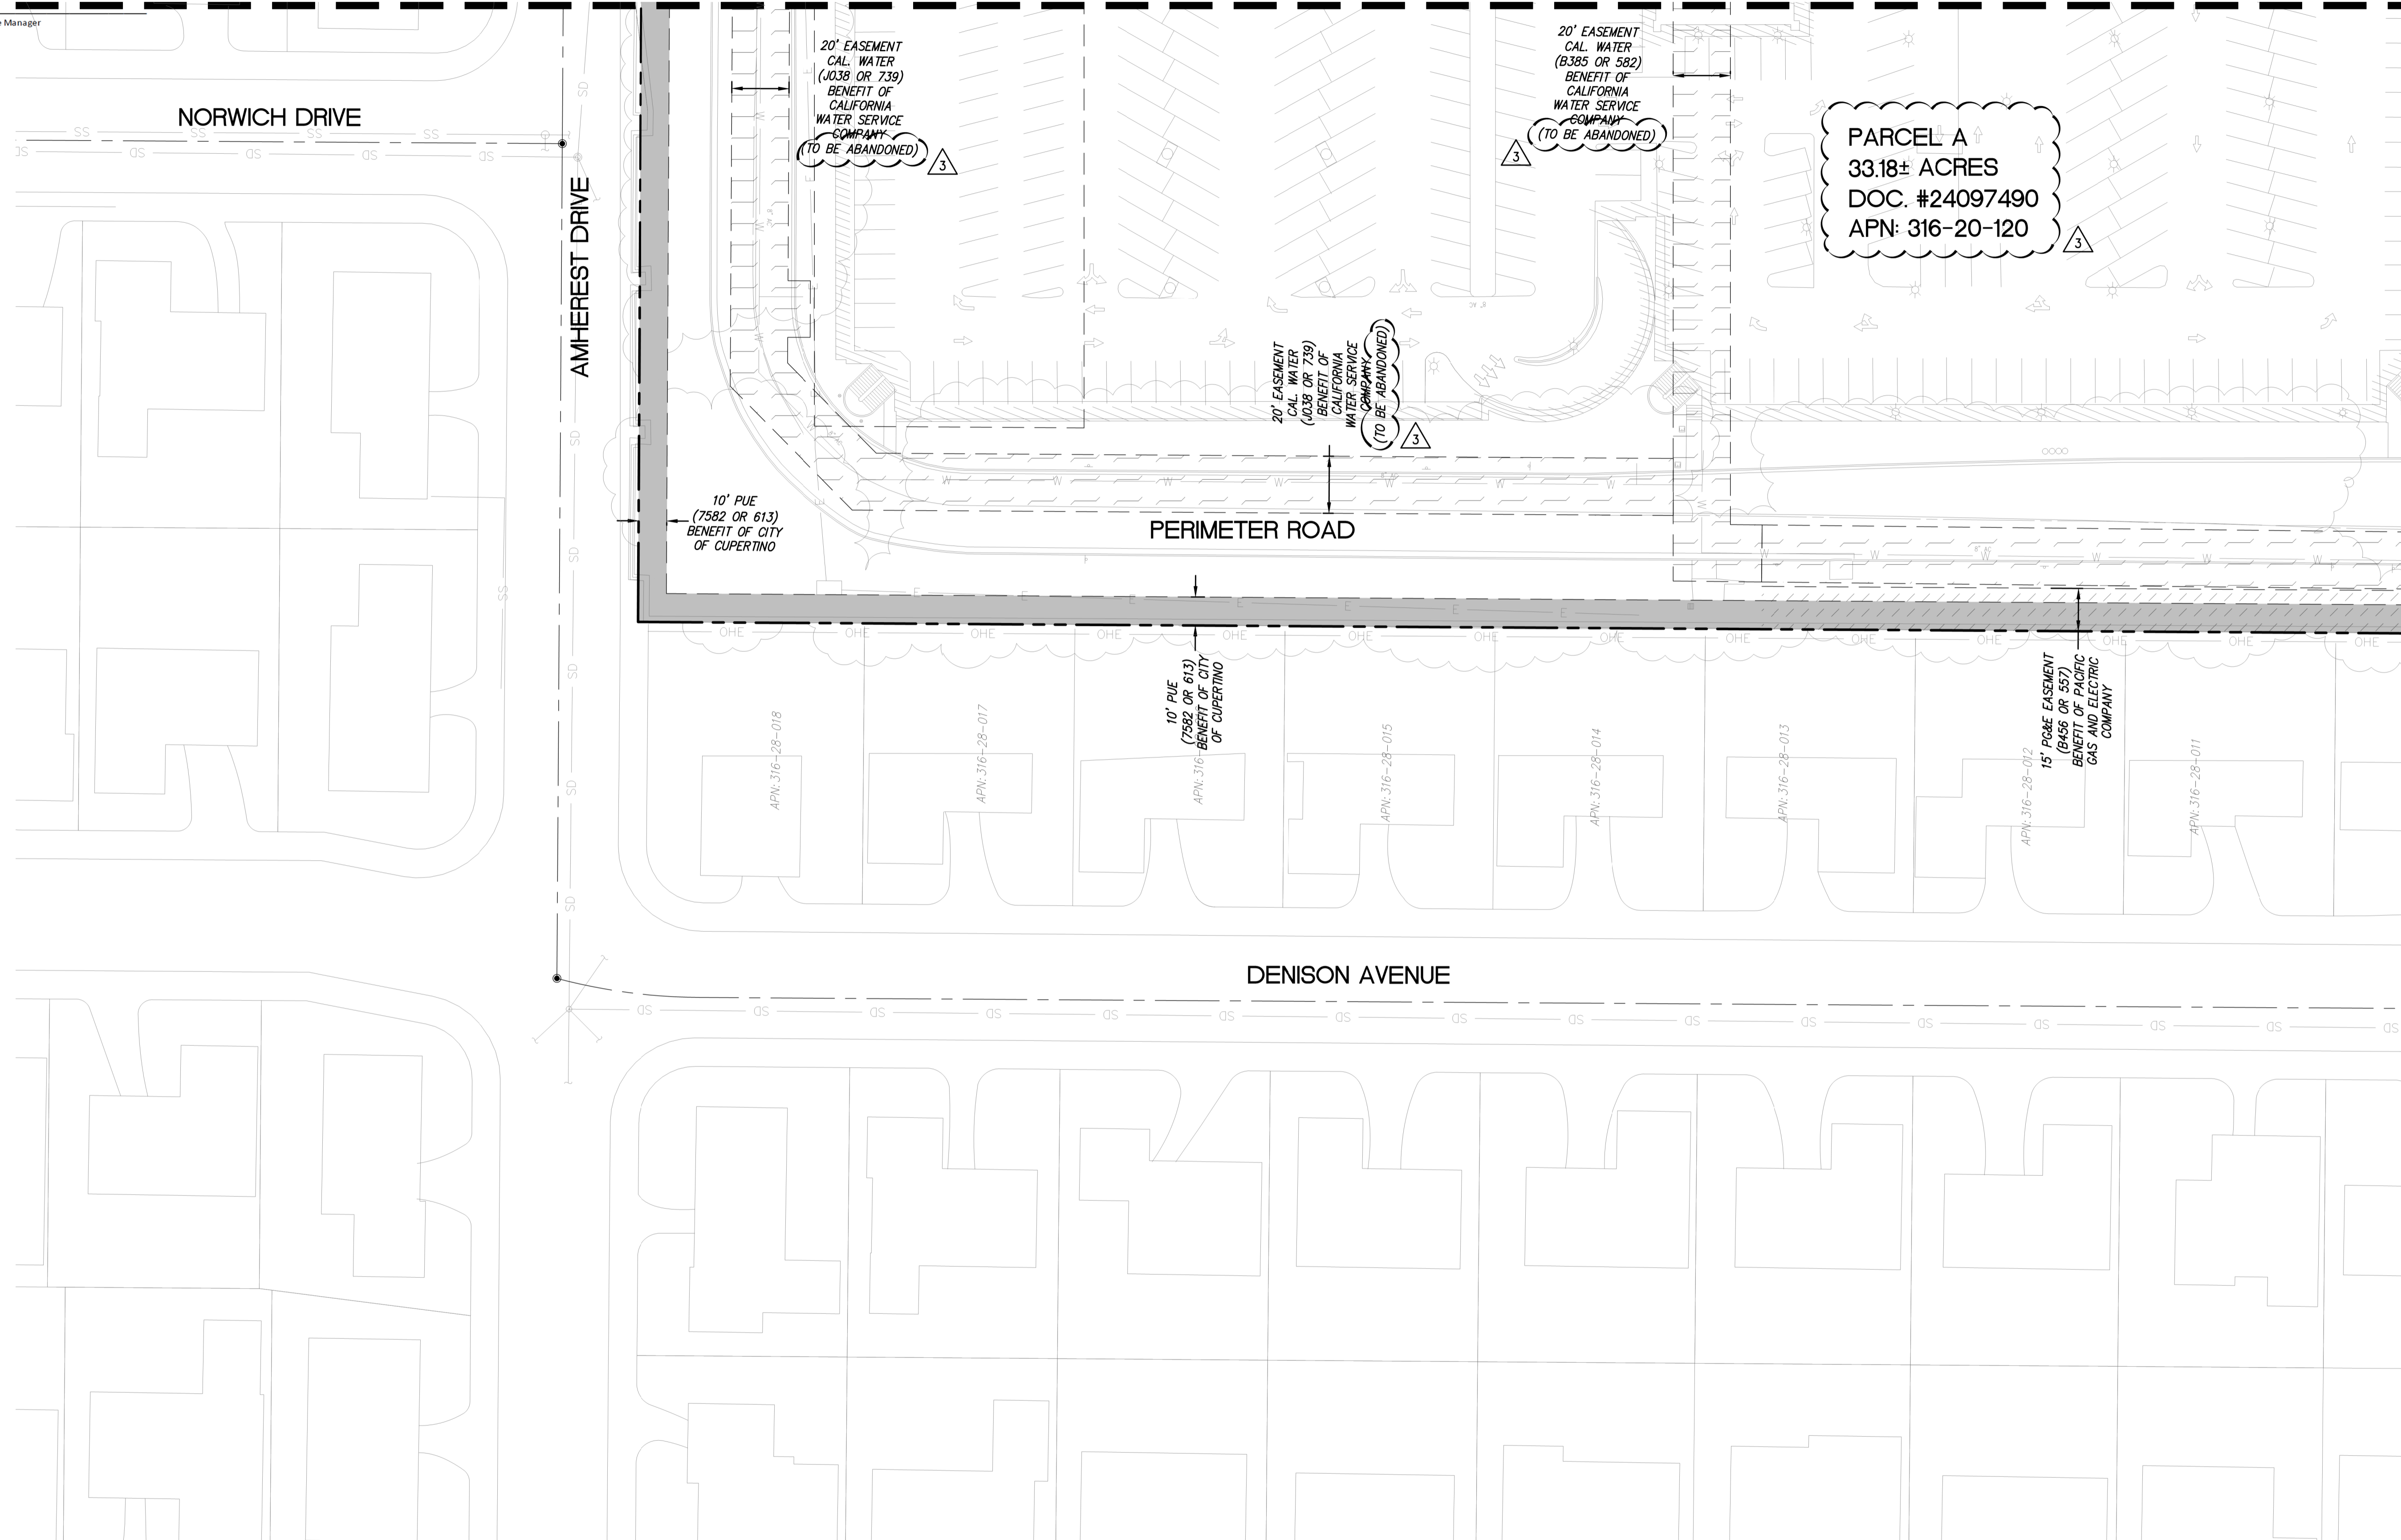 e Manager
NORWICH DRIVE
AMHEREST DRIVE
20' EASEMENT
CAL. WATER
(J038 OR 739)
BENEFIT OF
CALIFORNIA
WATER SERVICE
COMPANY
(TO BE ABANDONED)
3
20' EASEMENT
CAL. WATER
(B385 OR 582)
BENEFIT OF
CALIFORNIA
WATER SERVICE
COMPANY
(TO BE ABANDONED)
3
PARCEL A
33.18± ACRES
DOC. #24097490
APN: 316-20-120
3
20' EASEMENT
CAL. WATER
(J038 OR 739)
BENEFIT OF
CALIFORNIA
WATER SERVICE
COMPANY
(TO BE ABANDONED)
3
10' PUE
(7582 OR 613)
BENEFIT OF CITY
OF CUPERTINO
PERIMETER ROAD
10' PUE
(7582 OR 613)
BENEFIT OF CITY
OF CUPERTINO
15' PG&E EASEMENT
(B456 OR 557)
BENEFIT OF PACIFIC
GAS AND ELECTRIC
COMPANY
APN: 316-28-018
APN: 316-28-017
APN: 316-
APN: 316-28-015
APN: 316-28-014
APN: 316-28-013
APN: 316-28-012
APN: 316-28-011
DENISON AVENUE